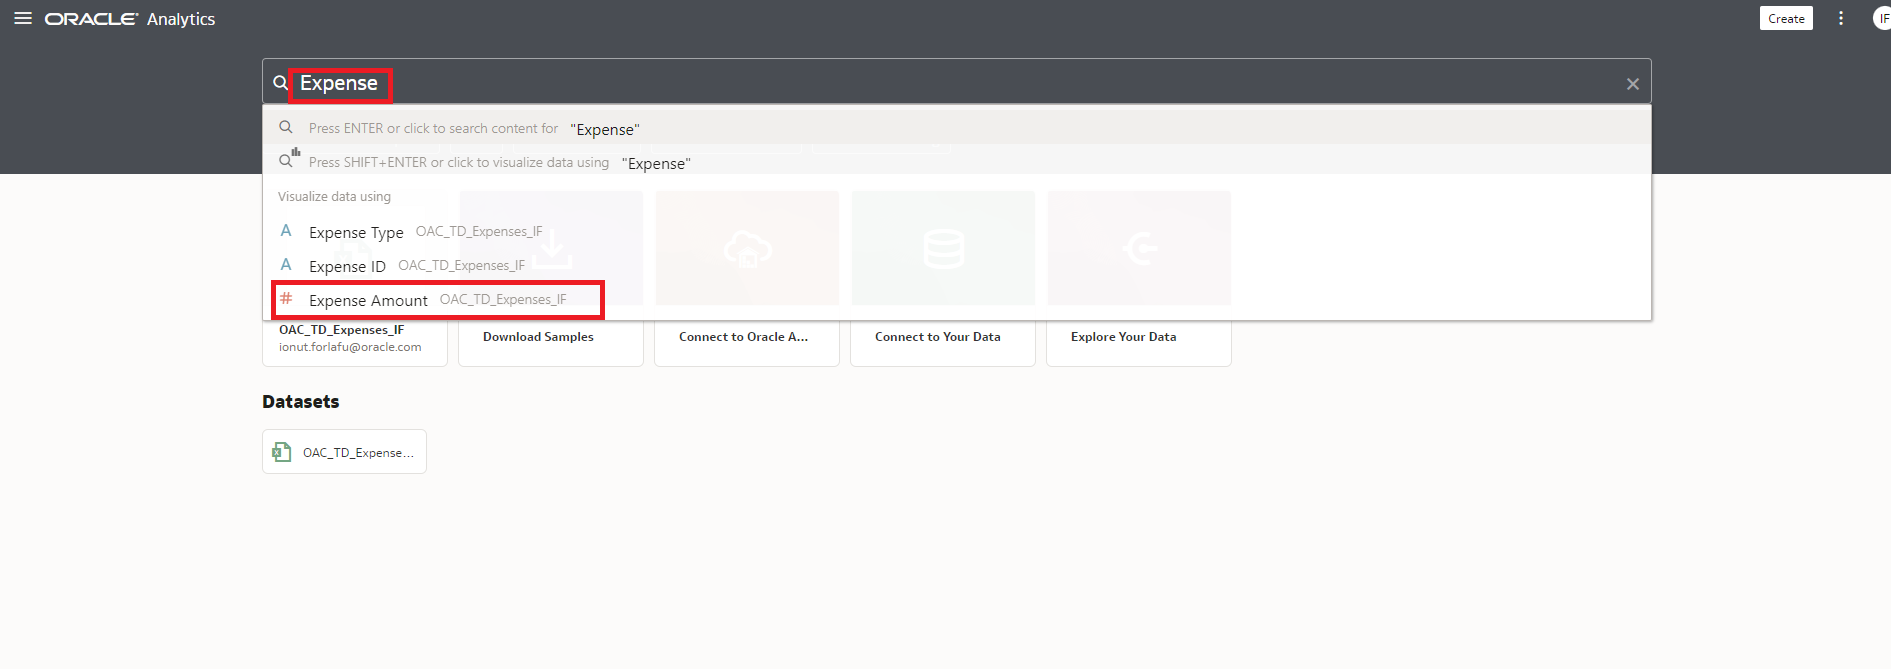 ORACLE Analytics
Create
IF
Expense
Press ENTER or click to search content for "Expense"
Press SHIFT+ENTER or click to visualize data using "Expense"
Visualize data using
A Expense Type OAC_TD_Expenses_IF
A Expense ID OAC_TD_Expenses_IF
# Expense Amount OAC_TD_Expenses_IF
OAC_TD_Expenses_IF
ionut.forlafu@oracle.com
Download Samples
Connect to Oracle A...
Connect to Your Data
Explore Your Data
Datasets
OAC_TD_Expense...